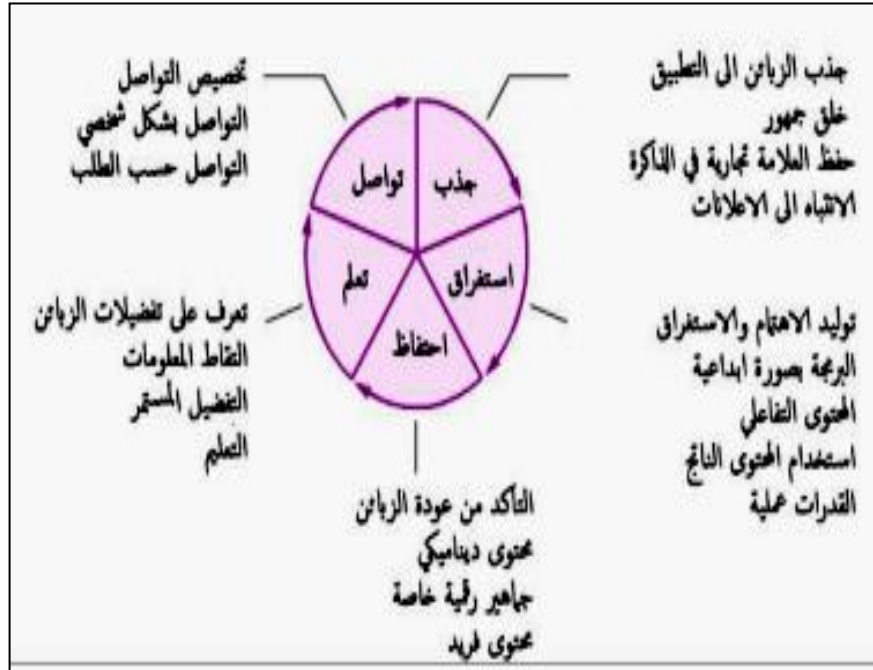 جذب الزبائن الى التطبيق
خلق جمهور
حفظ العلامة تجارية في الذاكرة
الانتباه الى الاعلانات
تخصيص التواصل
التواصل بشكل شخصي
التواصل حسب الطلب
جذب
تواصل
استغراق
تعلم
احتفاظ
توليد الاهتمام والاستغراق
البرمجة بصورة ابداعية
المحتوى التفاعلي
استخدام المحتوى الناتج
القدرات عملية
تعرف على تفضيلات الزبائن
التقاط المعلومات
التفضيل المستمر
التعليم
التأكد من عودة الزبائن
محتوى ديناميكي
جماهير رقمية خاصة
محتوى فريد